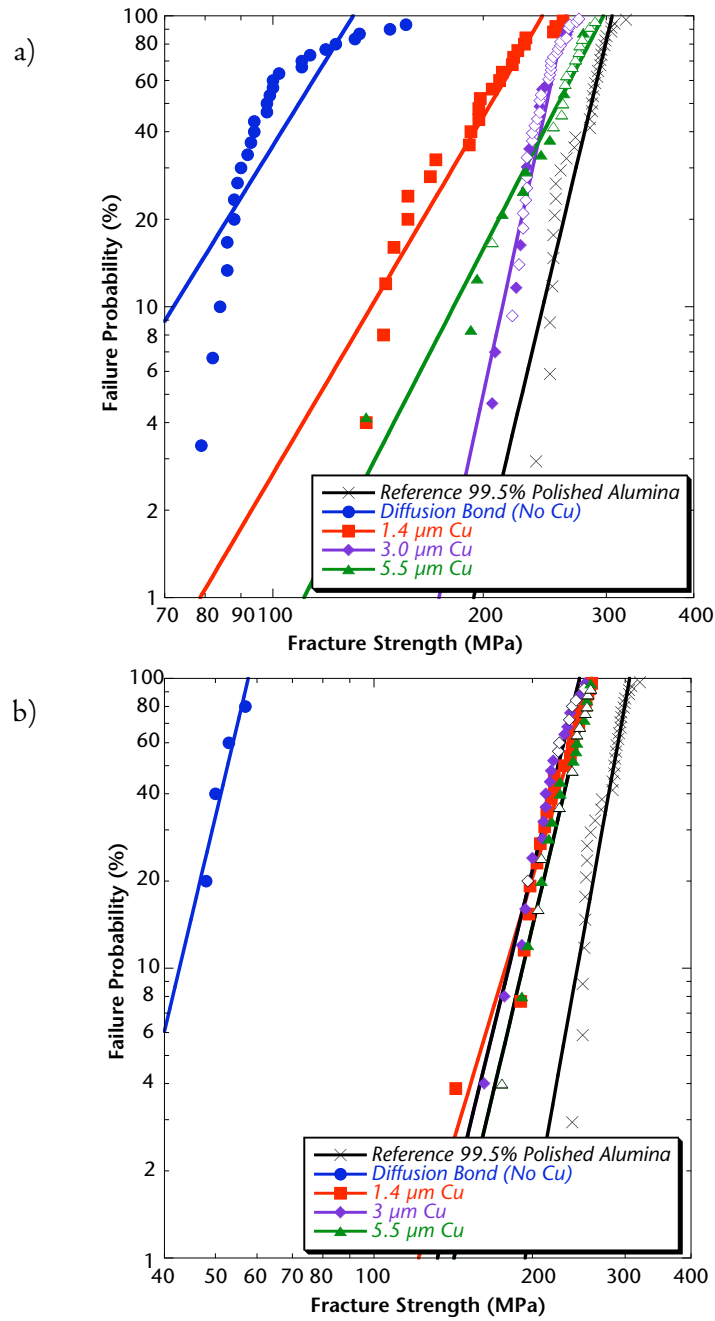 a)
Failure Probability (%)
100
80
60
40
20
10
8
6
4
2
1
Reference 99.5% Polished Alumina
Diffusion Bond (No Cu)
1.4 µm Cu
3.0 µm Cu
5.5 µm Cu
70 80 90 100 200 300 400
Fracture Strength (MPa)
b)
Failure Probability (%)
100
80
60
40
20
10
8
6
4
2
1
Reference 99.5% Polished Alumina
Diffusion Bond (No Cu)
1.4 µm Cu
3 µm Cu
5.5 µm Cu
40 50 60 70 80 100 200 300 400
Fracture Strength (MPa)